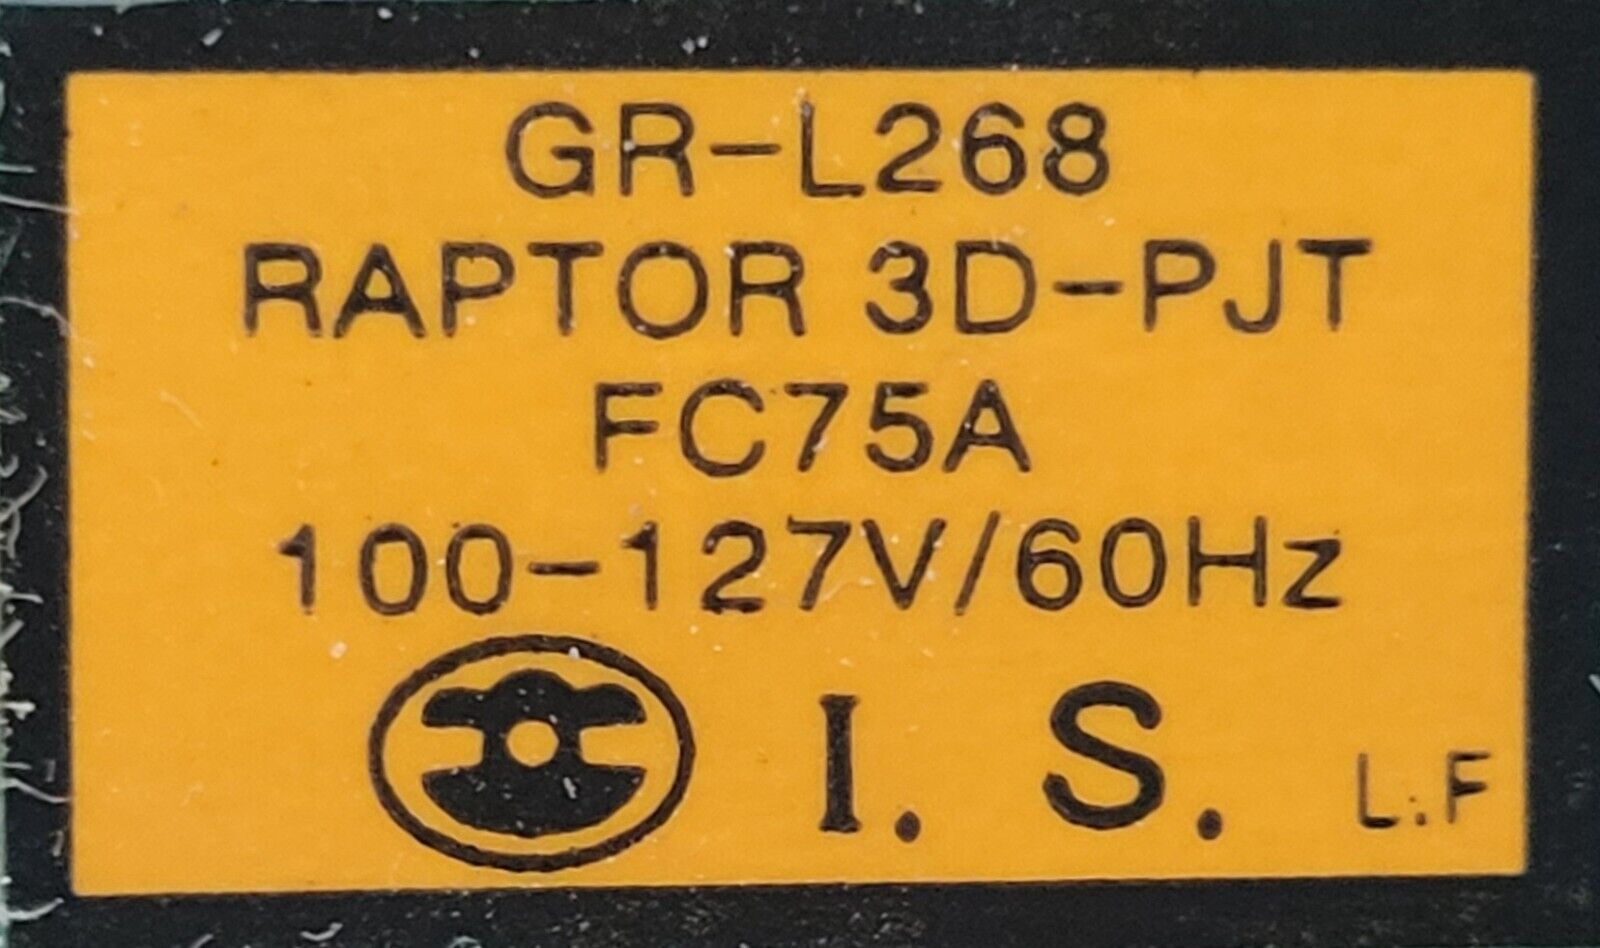 GR-L268
RAPTOR 3D-PJT
FC75A
100-127V/60Hz
I. S. L.F